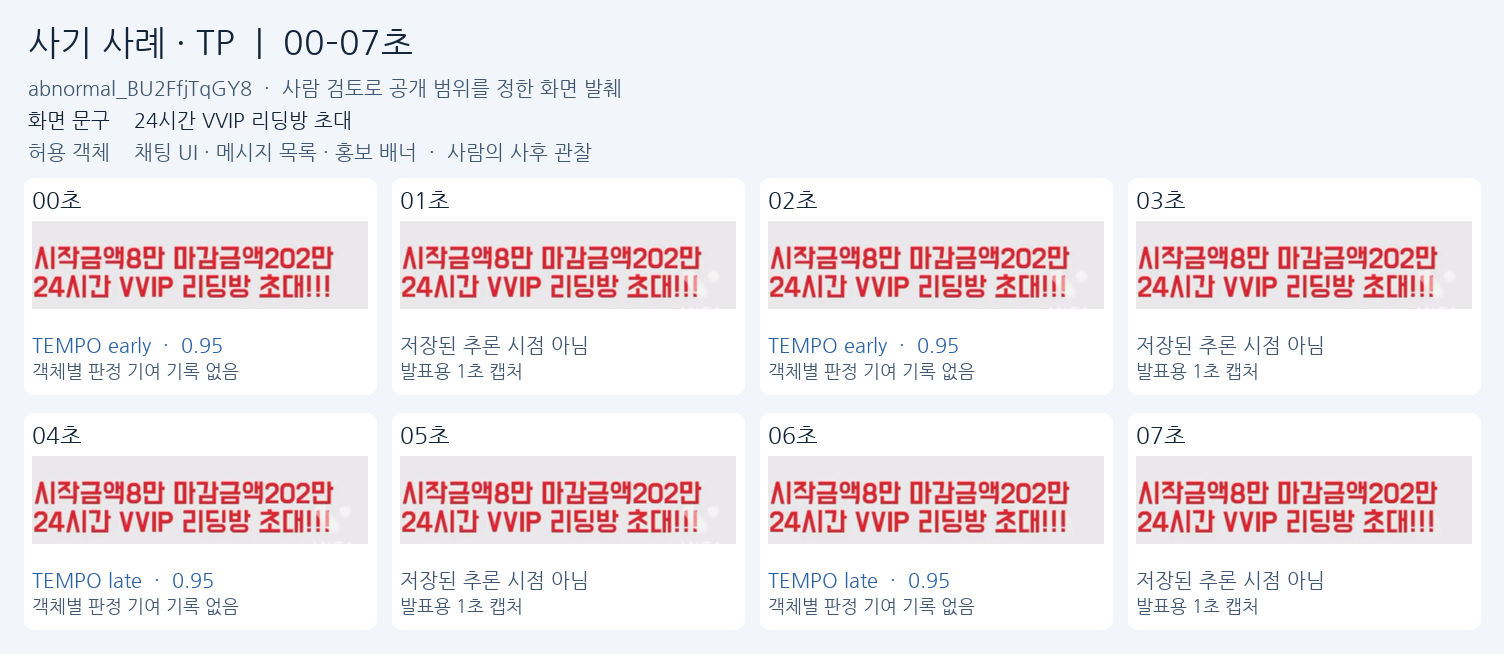 사기 사례 · TP | 00-07초
abnormal_BU2FfjTqGY8 · 사람 검토로 공개 범위를 정한 화면 발췌
화면 문구 24시간 VVIP 리딩방 초대
허용 객체 채팅 UI · 메시지 목록 · 홍보 배너 · 사람의 사후 관찰
00초
시작금액8만 마감금액202만
24시간 VVIP 리딩방 초대!!!
TEMPO early · 0.95
객체별 판정 기여 기록 없음
01초
시작금액8만 마감금액202만
24시간 VVIP 리딩방 초대!!!
저장된 추론 시점 아님
발표용 1초 캡처
02초
시작금액8만 마감금액202만
24시간 VVIP 리딩방 초대!!!
TEMPO early · 0.95
객체별 판정 기여 기록 없음
03초
시작금액8만 마감금액202만
24시간 VVIP 리딩방 초대!!!
저장된 추론 시점 아님
발표용 1초 캡처
04초
시작금액8만 마감금액202만
24시간 VVIP 리딩방 초대!!!
TEMPO late · 0.95
객체별 판정 기여 기록 없음
05초
시작금액8만 마감금액202만
24시간 VVIP 리딩방 초대!!!
저장된 추론 시점 아님
발표용 1초 캡처
06초
시작금액8만 마감금액202만
24시간 VVIP 리딩방 초대!!!
TEMPO late · 0.95
객체별 판정 기여 기록 없음
07초
시작금액8만 마감금액202만
24시간 VVIP 리딩방 초대!!!
저장된 추론 시점 아님
발표용 1초 캡처